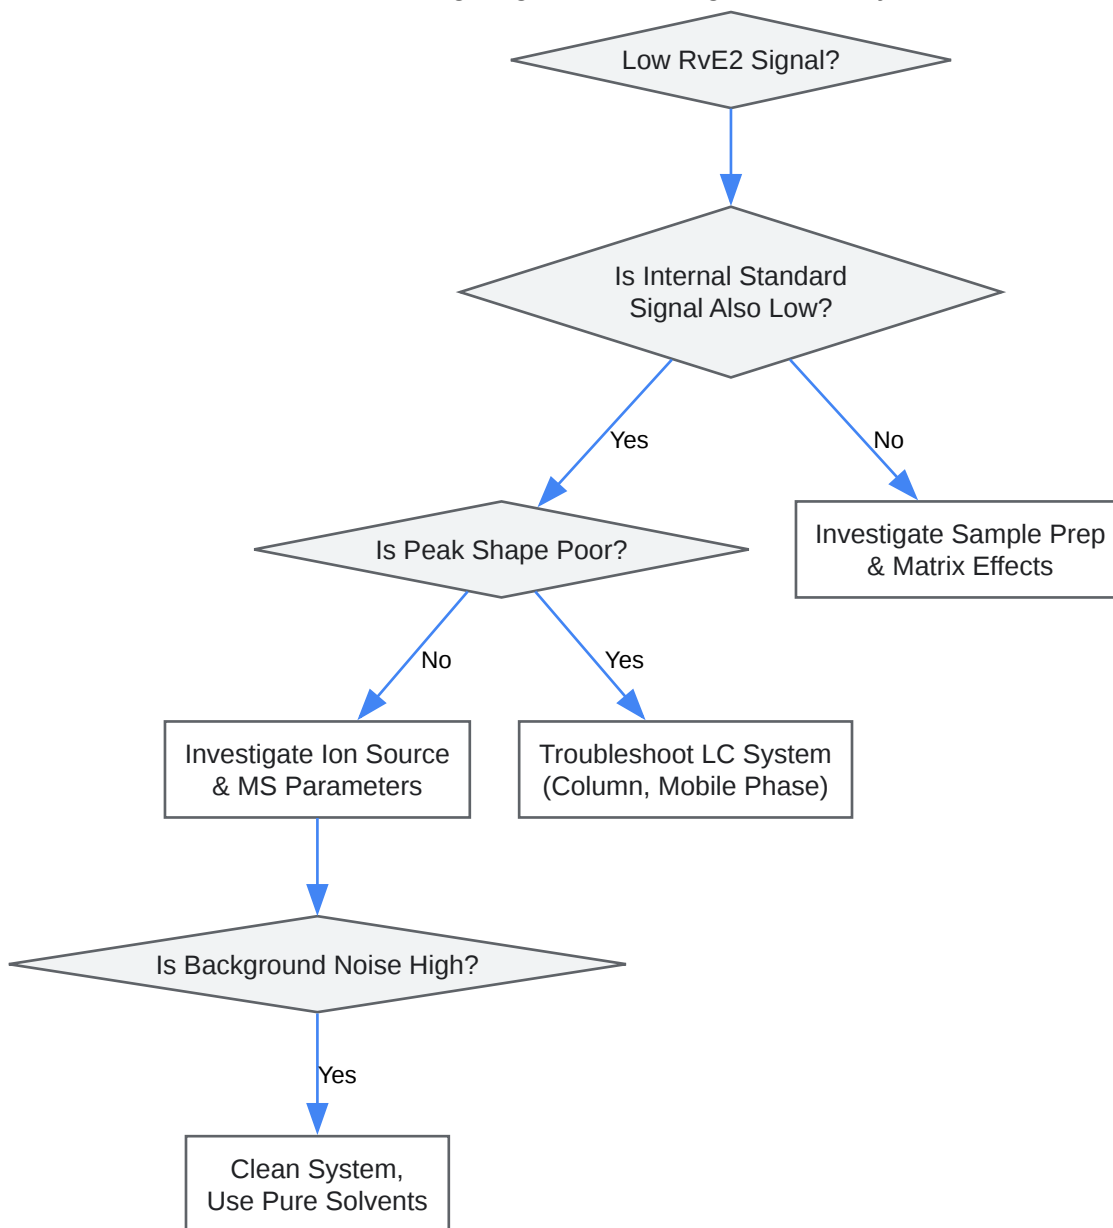 Low RvE2 Signal?
Is Internal Standard
Signal Also Low?
Yes
No
Is Peak Shape Poor?
Investigate Sample Prep
& Matrix Effects
No
Yes
Investigate Ion Source
& MS Parameters
Troubleshoot LC System
(Column, Mobile Phase)
Is Background Noise High?
Yes
Clean System,
Use Pure Solvents